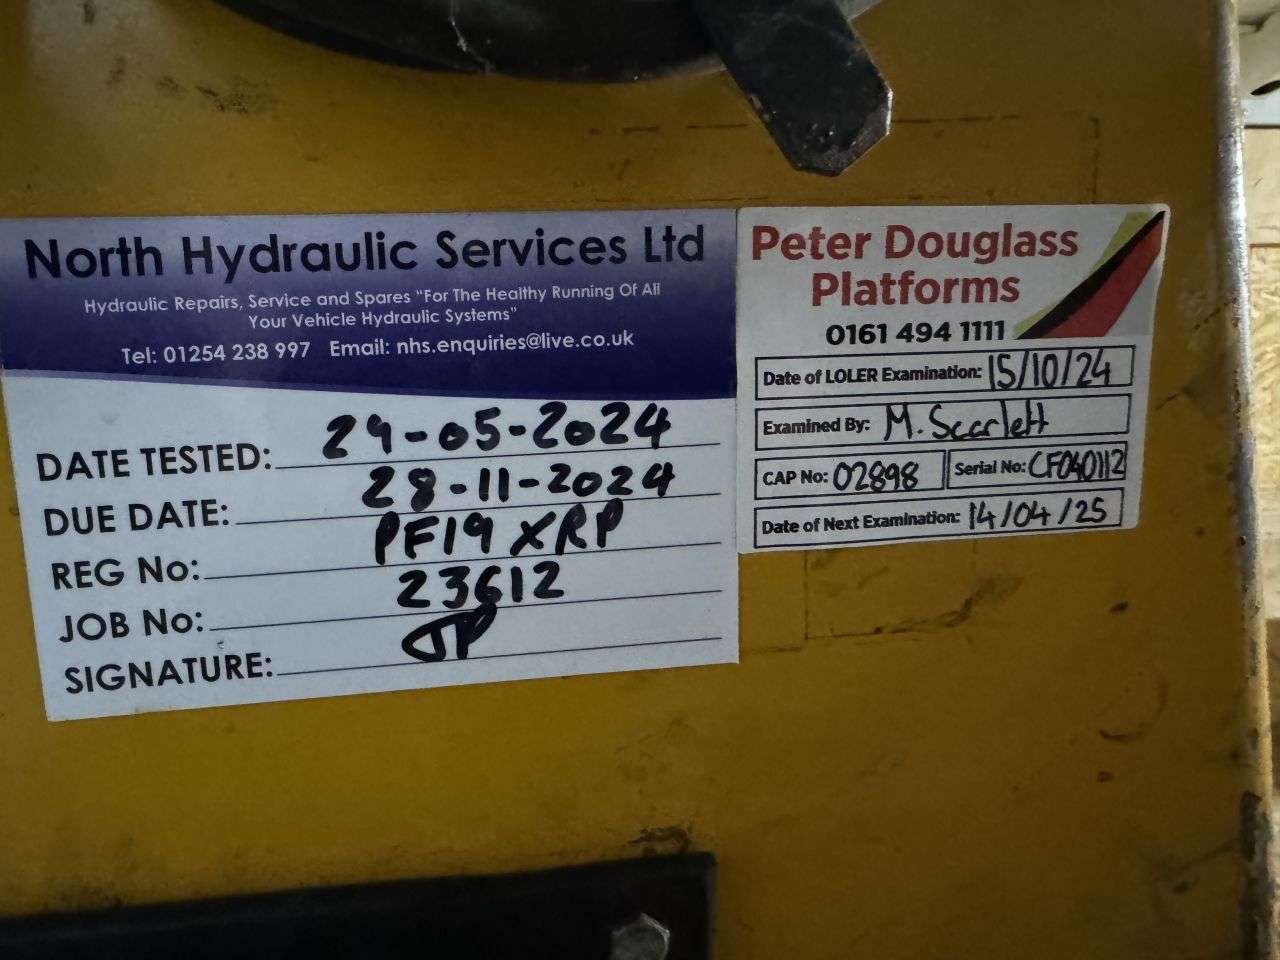 North Hydraulic Services Ltd
Hydraulic Repairs, Service and Spares "For The Healthy Running Of All
Your Vehicle Hydraulic Systems"
Tel: 01254 238 997 Email: nhs.enquiries@live.co.uk
DATE TESTED: 29-05-2024
DUE DATE: 28-11-2024
REG No: PF19 XRP
JOB No: 23612
SIGNATURE: JP
Peter Douglass
Platforms
0161 494 1111
Date of LOLER Examination: 15/10/24
Examined By: M. Scarlett
CAP No: 02898 Serial No: CF040112
Date of Next Examination: 14/04/25